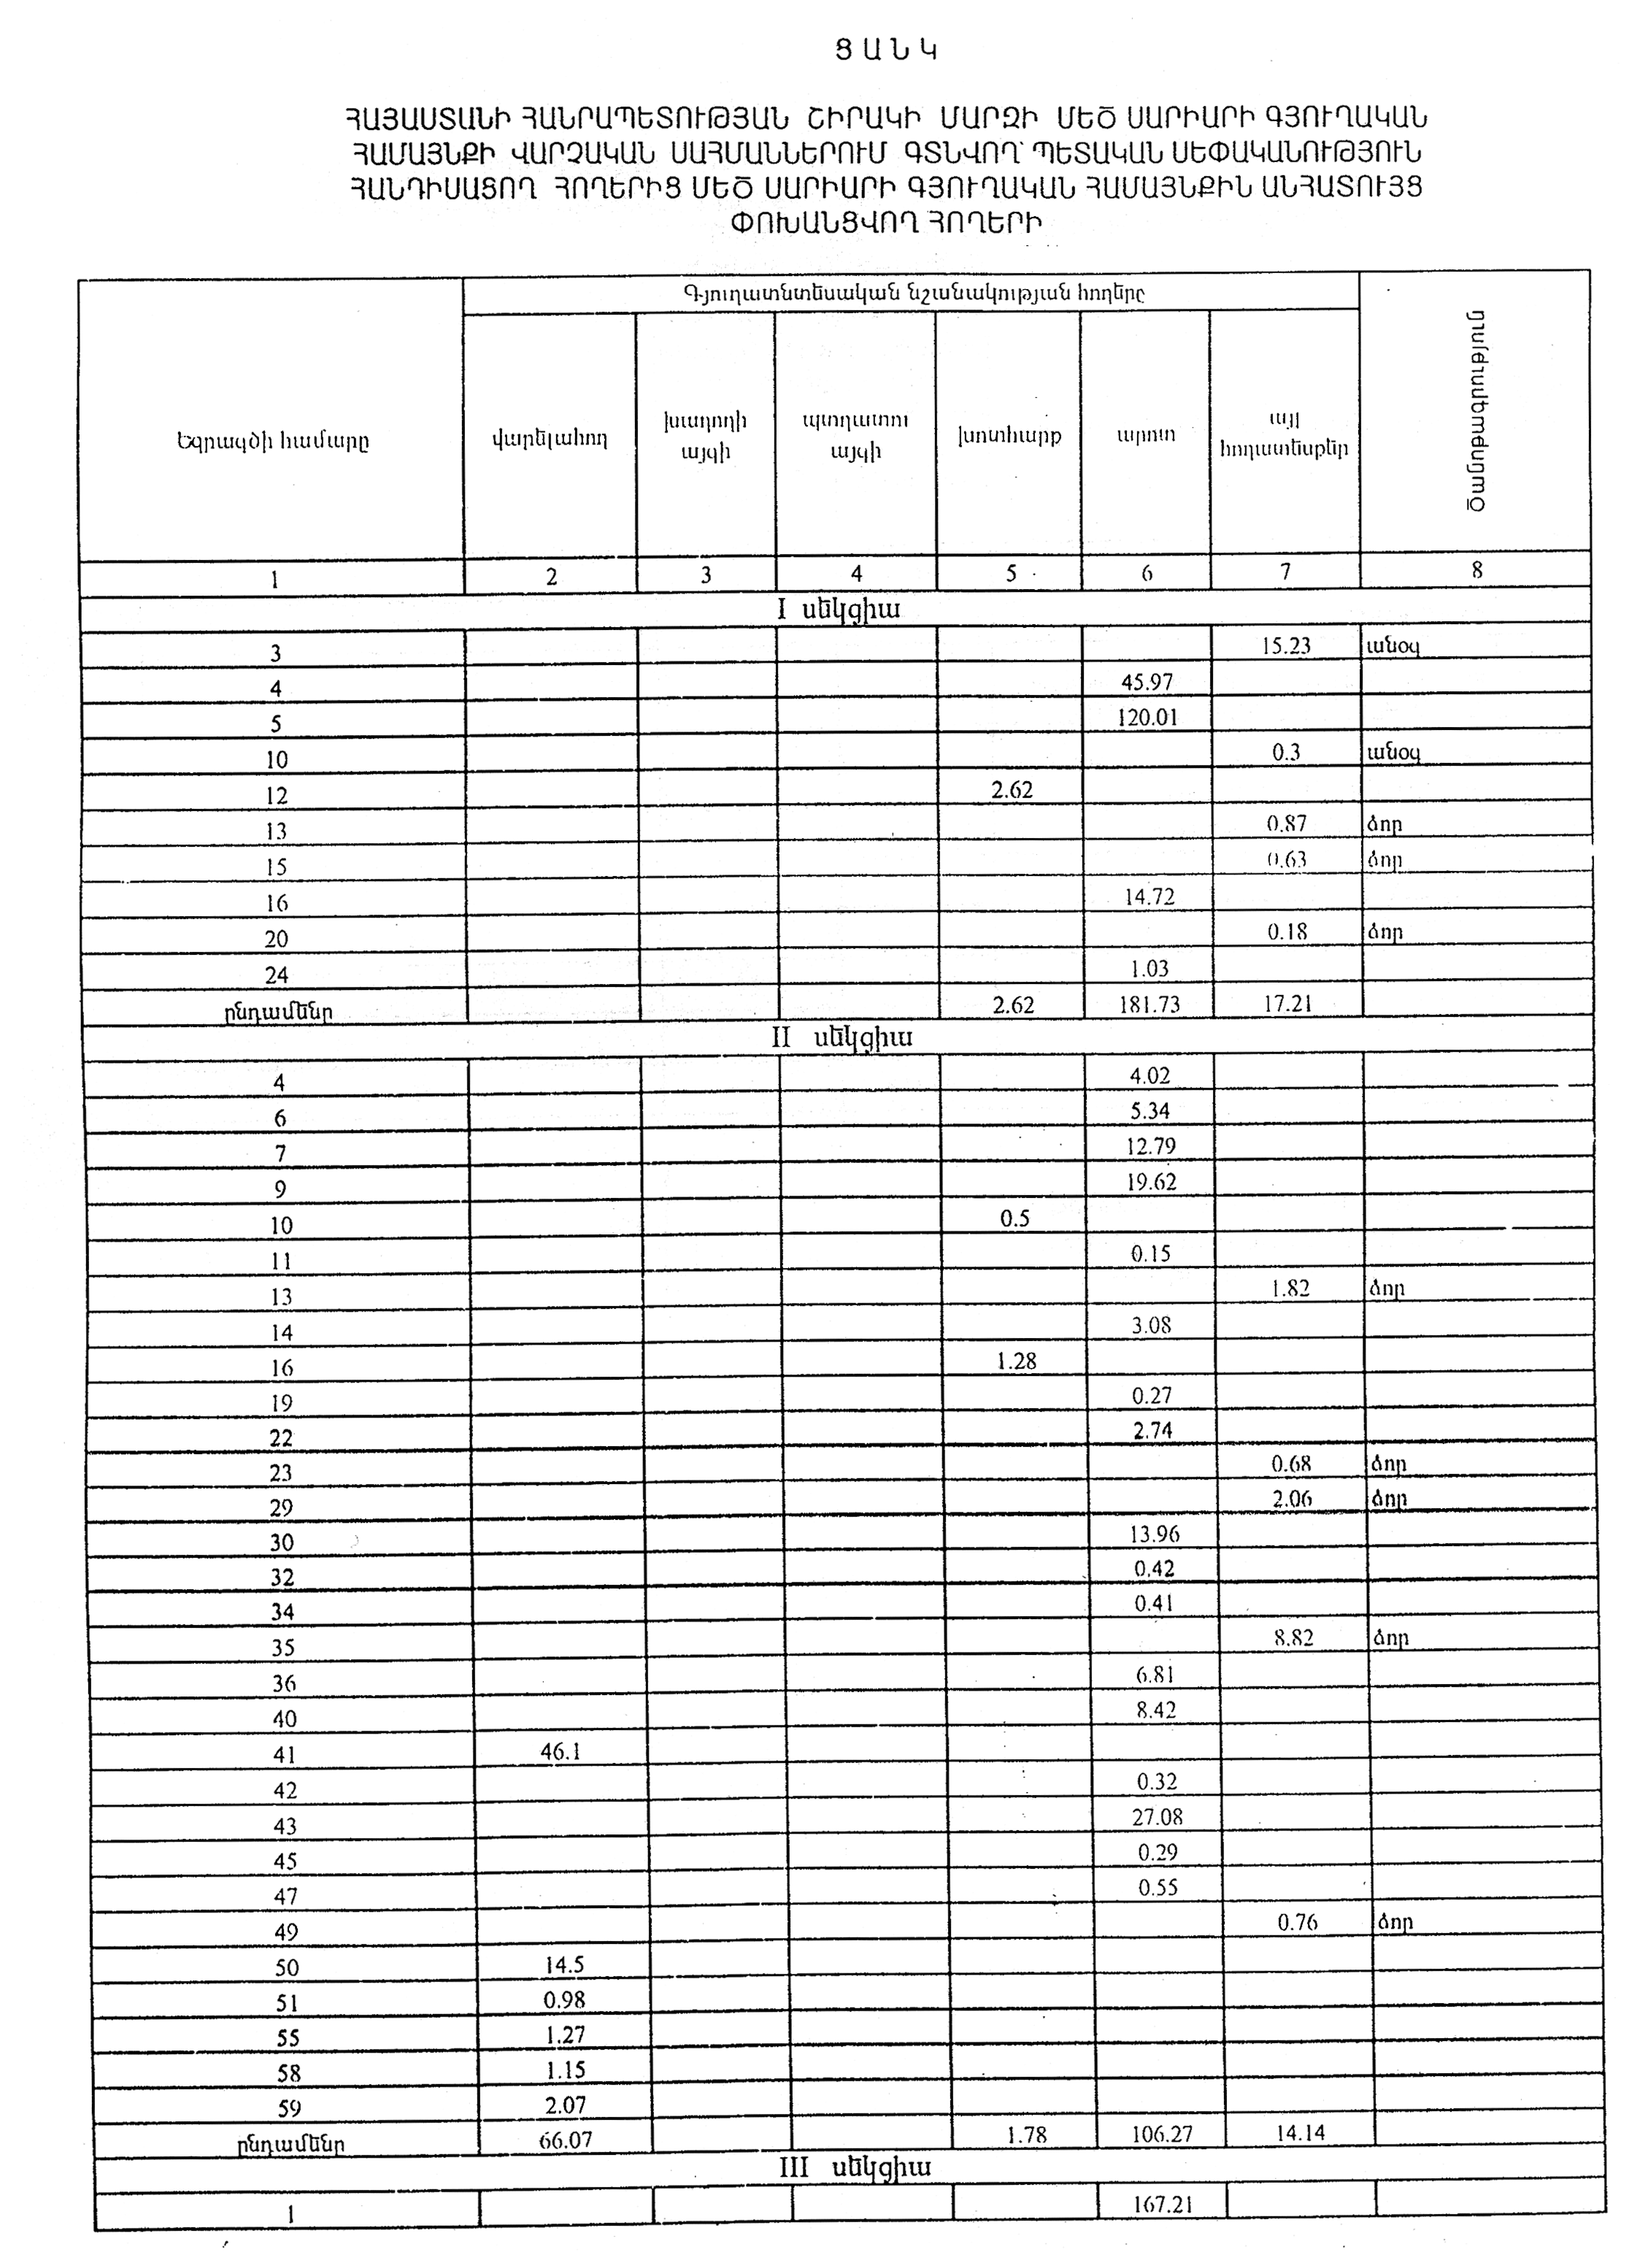 ՑԱՆԿ
ՀԱՅԱՍՏԱՆԻ ՀԱՆՐԱՊԵՏՈՒԹՅԱՆ ՇԻՐԱԿԻ ՄԱՐԶԻ ՄԵԾ ՍԱՐԻԱՐԻ ԳՅՈՒՂԱԿԱՆ
ՀԱՄԱՅՆՔԻ ՎԱՐՉԱԿԱՆ ՍԱՀՄԱՆՆԵՐՈՒՄ ԳՏՆՎՈՂ՝ ՊԵՏԱԿԱՆ ՍԵՓԱԿԱՆՈՒԹՅՈՒՆ
ՀԱՆԴԻՍԱՑՈՂ ՀՈՂԵՐԻՑ ՄԵԾ ՍԱՐԻԱՐԻ ԳՅՈՒՂԱԿԱՆ ՀԱՄԱՅՆՔԻՆ ԱՆՀԱՏՈՒՅՑ
ՓՈԽԱՆՑՎՈՂ ՀՈՂԵՐԻ
Գյուղատնտեսական նշանակության հողերը
Եզրագծի համարը վարելահող խաղողի այգի պտղատու այգի խոտհարք արոտ այլ հողատեսքեր Ծանրաբեռնված
1 2 3 4 5 6 7 8
I սեկցիա
3 15.23 անօգ
4 45.97
5 120.01
10 0.3 անօգ
12 2.62
13 0.87 ձոր
15 0.63 ձոր
16 14.72
20 0.18 ձոր
24 1.03
ընդամենը 2.62 181.73 17.21
II սեկցիա
4 4.02
6 5.34
7 12.79
9 19.62
10 0.5
11 0.15
13 1.82 ձոր
14 3.08
16 1.28
19 0.27
22 2.74
23 0.68 ձոր
29 2.06 ձոր
30 13.96
32 0.42
34 0.41
35 8.82 ձոր
36 6.81
40 8.42
41 46.1
42 0.32
43 27.08
45 0.29
47 0.55
49 0.76 ձոր
50 14.5
51 0.98
55 1.27
58 1.15
59 2.07
ընդամենը 66.07 1.78 106.27 14.14
III սեկցիա
1 167.21